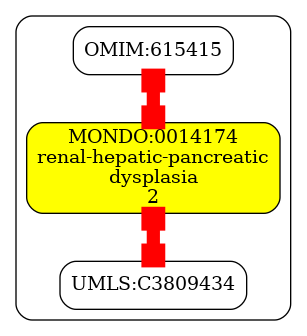 OMIM:615415
MONDO:0014174
renal-hepatic-pancreatic
dysplasia
2
UMLS:C3809434